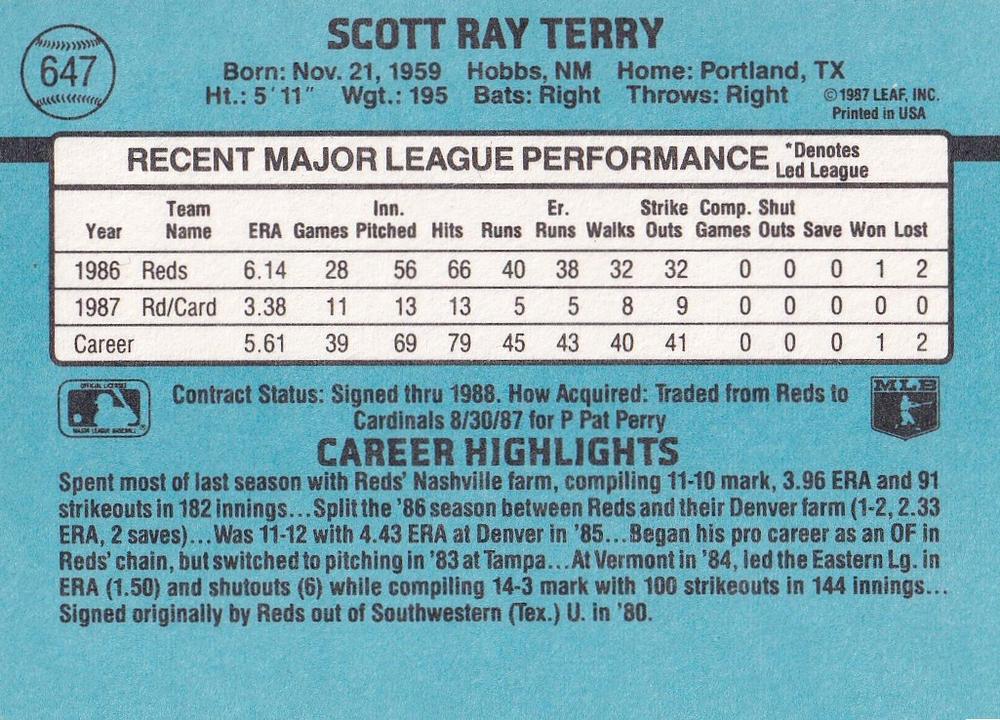 SCOTT RAY TERRY
647
Born: Nov. 21, 1959 Hobbs, NM Home: Portland, TX
Ht.: 5'11" Wgt.: 195 Bats: Right Throws: Right ©1987 LEAF, INC.
Printed in USA
RECENT MAJOR LEAGUE PERFORMANCE *Denotes
Led League
Year Team Name ERA Games Inn. Pitched Hits Runs Er. Runs Walks Strike Outs Comp. Games Shut Outs Save Won Lost
1986 Reds 6.14 28 56 66 40 38 32 32 0 0 0 1 2
1987 Rd/Card 3.38 11 13 13 5 5 8 9 0 0 0 0 0
Career 5.61 39 69 79 45 43 40 41 0 0 0 1 2
OFFICIAL LICENSEE
MAJOR LEAGUE BASEBALL
MLB
Contract Status: Signed thru 1988. How Acquired: Traded from Reds to
Cardinals 8/30/87 for P Pat Perry
CAREER HIGHLIGHTS
Spent most of last season with Reds' Nashville farm, compiling 11-10 mark, 3.96 ERA and 91
strikeouts in 182 innings...Split the '86 season between Reds and their Denver farm (1-2, 2.33
ERA, 2 saves)...Was 11-12 with 4.43 ERA at Denver in '85...Began his pro career as an OF in
Reds' chain, but switched to pitching in '83 at Tampa...At Vermont in '84, led the Eastern Lg. in
ERA (1.50) and shutouts (6) while compiling 14-3 mark with 100 strikeouts in 144 innings...
Signed originally by Reds out of Southwestern (Tex.) U. in '80.